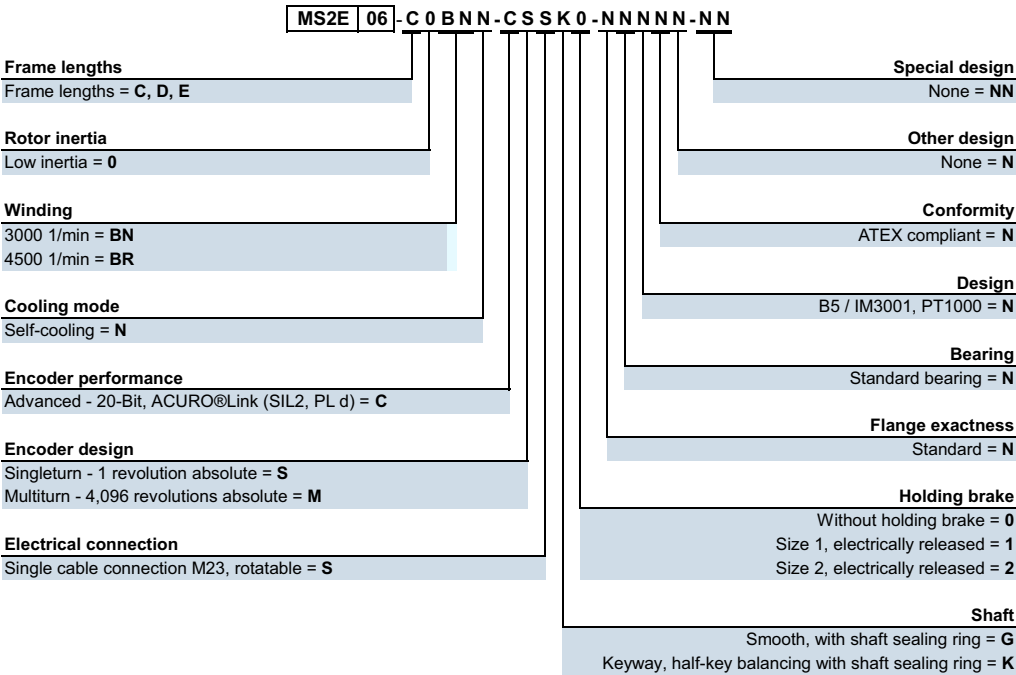 MS2E 06 - C 0 B N N - C S S K 0 - N N N N N - N N
Frame lengths
Frame lengths = C, D, E
Rotor inertia
Low inertia = 0
Winding
3000 1/min = BN
4500 1/min = BR
Cooling mode
Self-cooling = N
Encoder performance
Advanced - 20-Bit, ACURO®Link (SIL2, PL d) = C
Encoder design
Singleturn - 1 revolution absolute = S
Multiturn - 4,096 revolutions absolute = M
Electrical connection
Single cable connection M23, rotatable = S
Special design
None = NN
Other design
None = N
Conformity
ATEX compliant = N
Design
B5 / IM3001, PT1000 = N
Bearing
Standard bearing = N
Flange exactness
Standard = N
Holding brake
Without holding brake = 0
Size 1, electrically released = 1
Size 2, electrically released = 2
Shaft
Smooth, with shaft sealing ring = G
Keyway, half-key balancing with shaft sealing ring = K